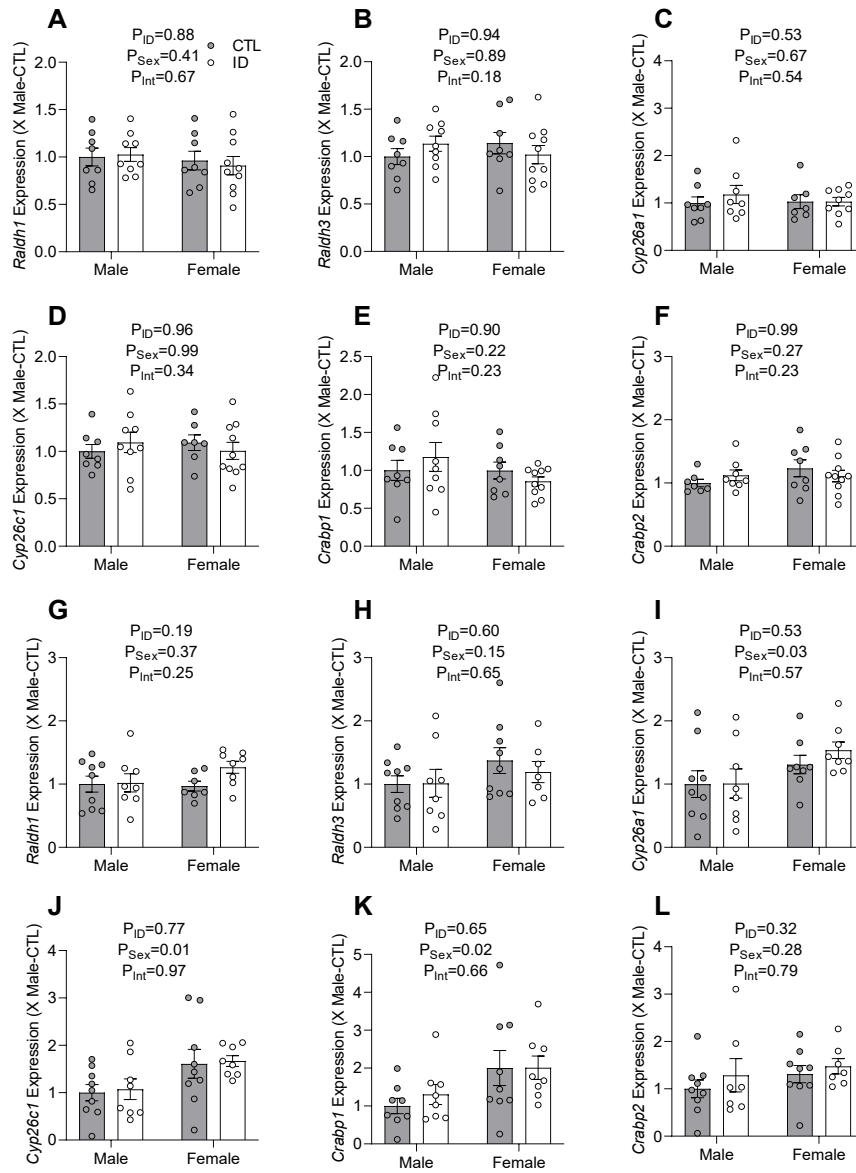 A
P_ID=0.88
P_Sex=0.41
P_Int=0.67
CTL
ID
Raldh1 Expression (X Male-CTL)
2.0
1.5
1.0
0.5
0.0
Male Female
B
P_ID=0.94
P_Sex=0.89
P_Int=0.18
Raldh3 Expression (X Male-CTL)
2.0
1.5
1.0
0.5
0.0
Male Female
C
P_ID=0.53
P_Sex=0.67
P_Int=0.54
Cyp26a1 Expression (X Male-CTL)
4
2
1
0
Male Female
D
P_ID=0.96
P_Sex=0.99
P_Int=0.34
Cyp26c1 Expression (X Male-CTL)
2.0
1.5
1.0
0.5
0.0
Male Female
E
P_ID=0.90
P_Sex=0.22
P_Int=0.23
Crabp1 Expression (X Male-CTL)
2.5
2.0
1.5
1.0
0.5
0.0
Male Female
F
P_ID=0.99
P_Sex=0.27
P_Int=0.23
Crabp2 Expression (X Male-CTL)
3
2
1
0
Male Female
G
P_ID=0.19
P_Sex=0.37
P_Int=0.25
Raldh1 Expression (X Male-CTL)
3
2
1
0
Male Female
H
P_ID=0.60
P_Sex=0.15
P_Int=0.65
Raldh3 Expression (X Male-CTL)
3
2
1
0
Male Female
I
P_ID=0.53
P_Sex=0.03
P_Int=0.57
Cyp26a1 Expression (X Male-CTL)
3
2
1
0
Male Female
J
P_ID=0.77
P_Sex=0.01
P_Int=0.97
Cyp26c1 Expression (X Male-CTL)
4
3
2
1
0
Male Female
K
P_ID=0.65
P_Sex=0.02
P_Int=0.66
Crabp1 Expression (X Male-CTL)
5
4
3
2
1
0
Male Female
L
P_ID=0.32
P_Sex=0.28
P_Int=0.79
Crabp2 Expression (X Male-CTL)
4
3
2
1
0
Male Female